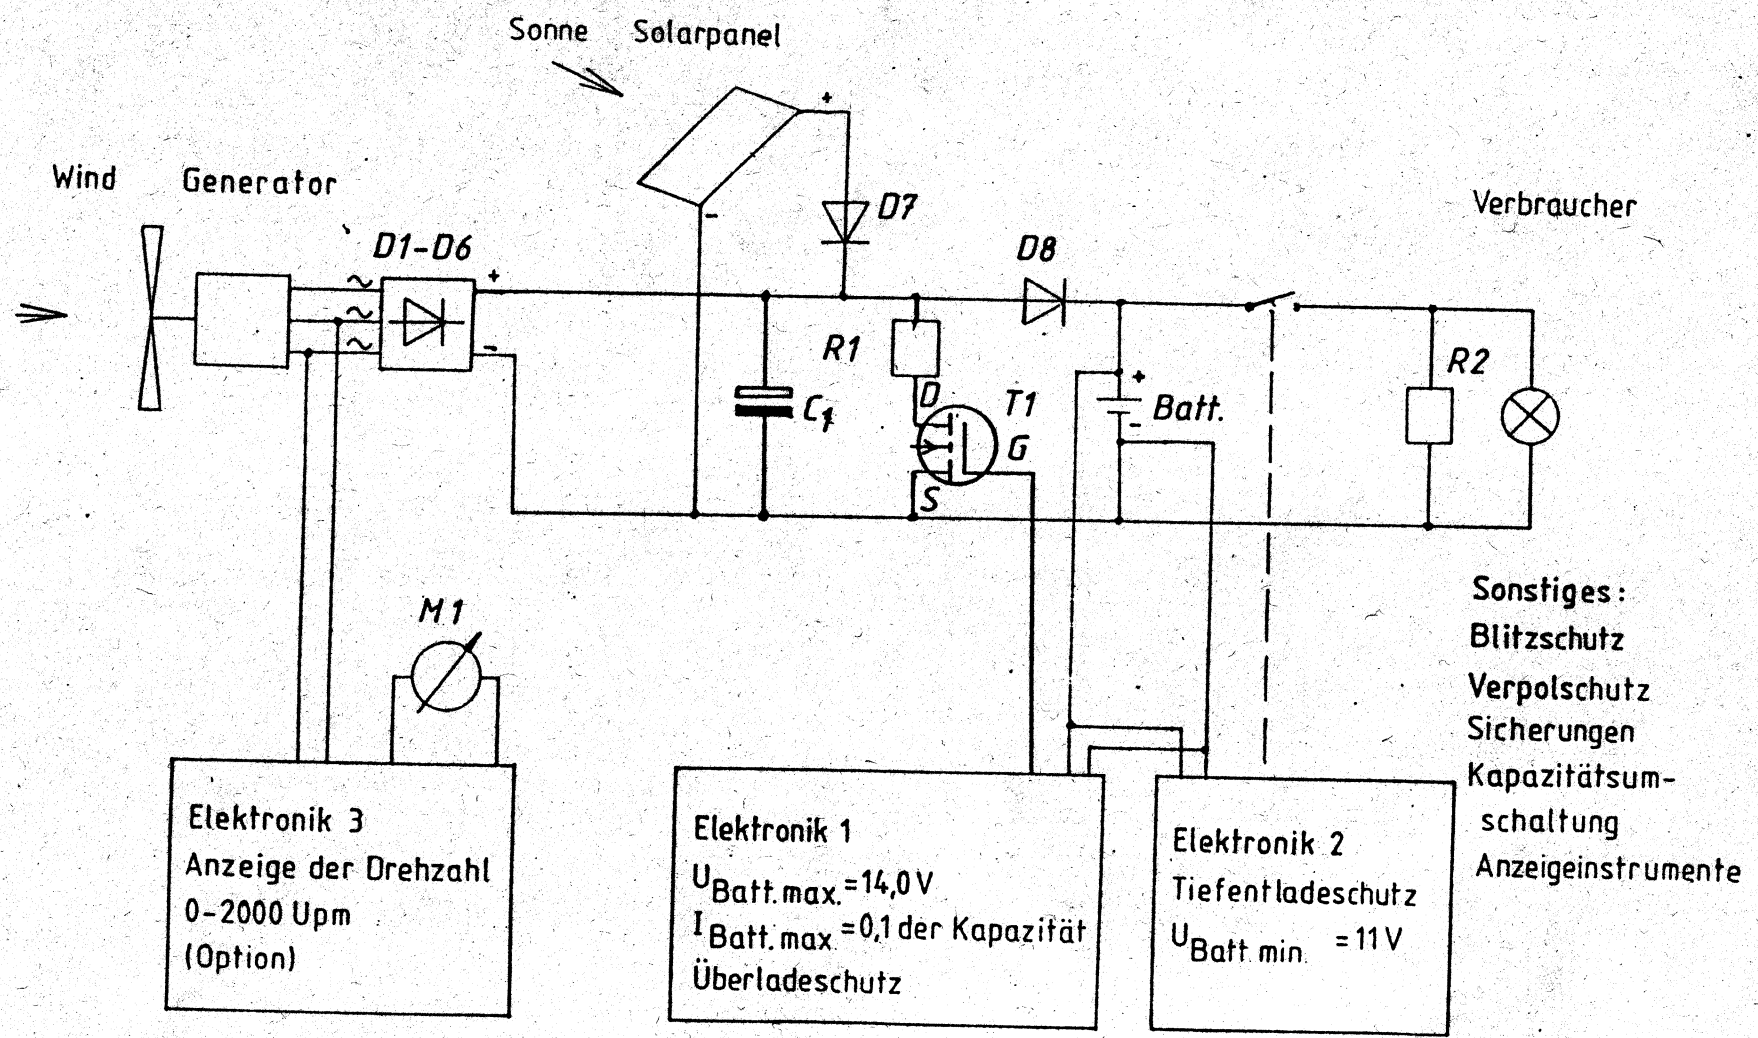 Sonne Solarpanel
+
Wind Generator
-
D7
Verbraucher
D1-D6
D8
+
~
~
~
-
R1
R2
D
T1
+
C1
Batt.
G
-
S
M1
Sonstiges:
Blitzschutz
Verpolschutz
Sicherungen
Kapazitätsum-
schaltung
Anzeigeinstrumente
Elektronik 3
Anzeige der Drehzahl
0-2000 Upm
(Option)
Elektronik 1
UBatt.max.=14,0 V
IBatt.max=0,1 der Kapazität
Überladeschutz
Elektronik 2
Tiefentladeschutz
UBatt.min. =11 V